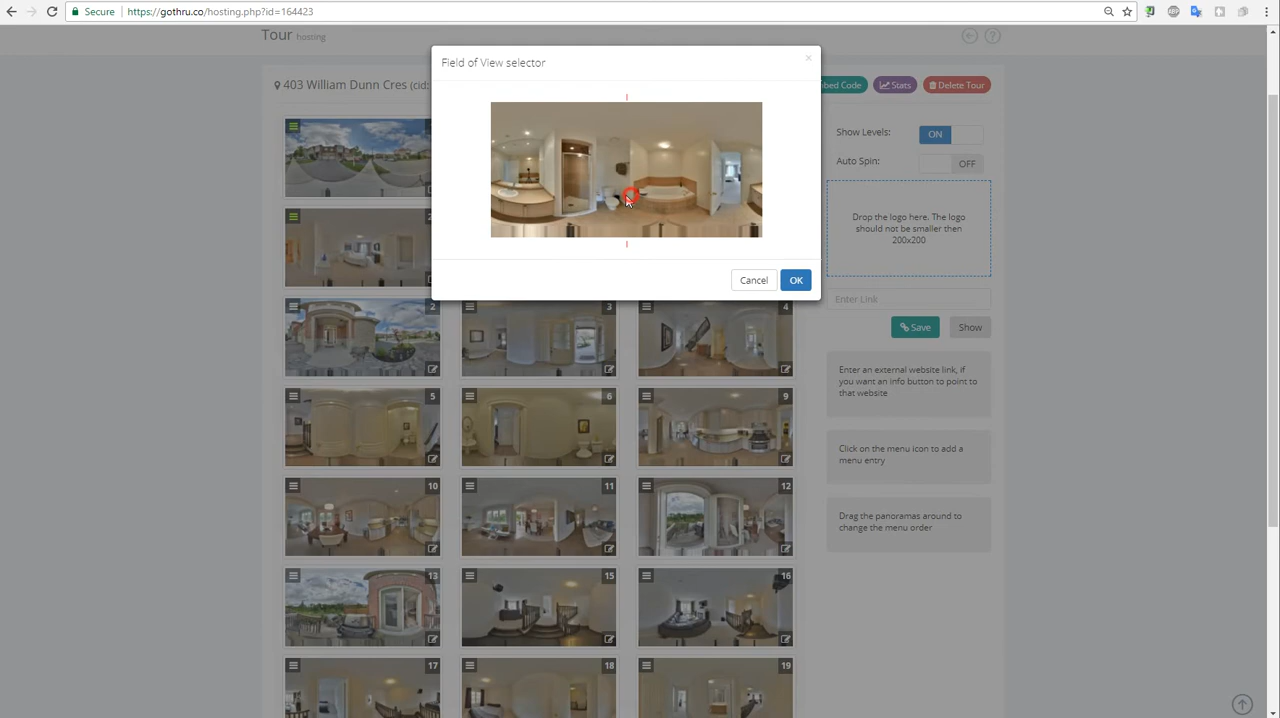 Secure
https://gothru.co/hosting.php?id=164423
Tour hosting
Field of View selector
×
403 William Dunn Cres (cid:
Embed Code
Stats
Delete Tour
Show Levels:
ON
Auto Spin:
OFF
Drop the logo here. The logo
should not be smaller then
200x200
Cancel
OK
Enter Link
Save
Show
2
3
4
Enter an external website link, if
you want an info button to point to
that website
5
6
9
Click on the menu icon to add a
menu entry
10
11
12
Drag the panoramas around to
change the menu order
13
15
16
17
18
19